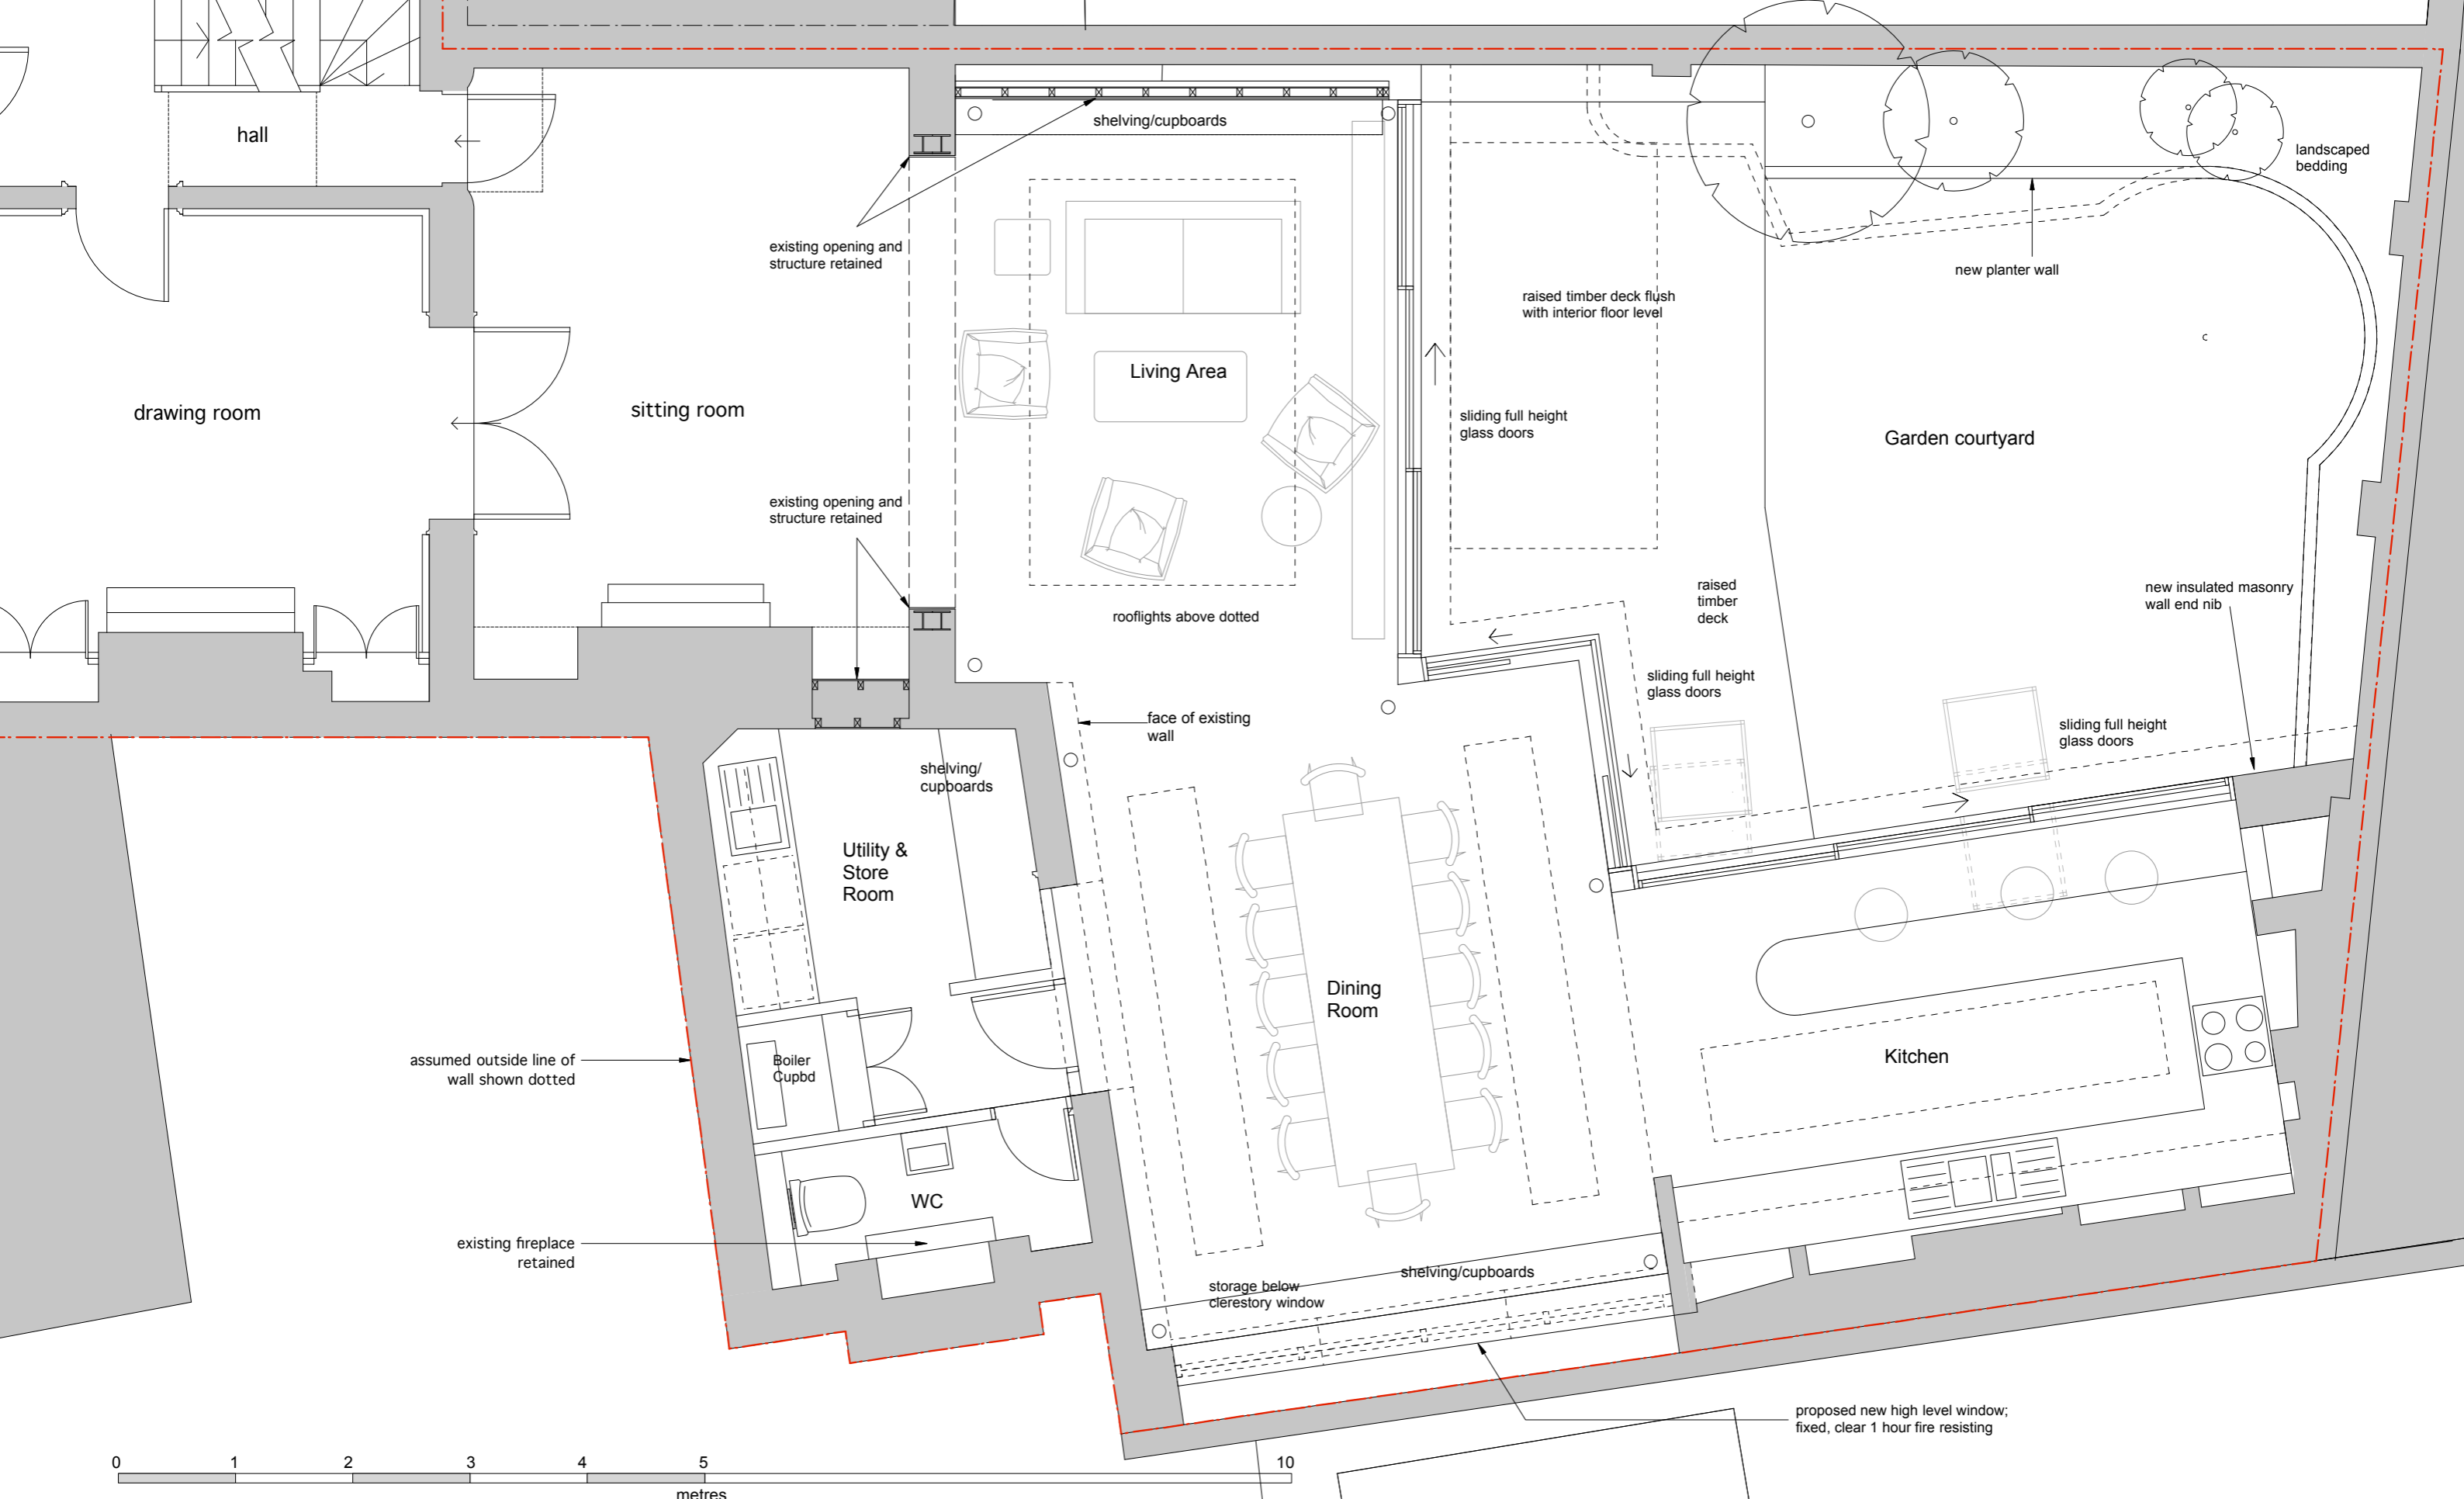 hall
shelving/cupboards
landscaped
bedding
existing opening and
structure retained
new planter wall
raised timber deck flush
with interior floor level
Living Area
drawing room
sitting room
sliding full height
glass doors
Garden courtyard
existing opening and
structure retained
raised
timber
deck
new insulated masonry
wall end nib
rooflights above dotted
sliding full height
glass doors
face of existing
wall
sliding full height
glass doors
shelving/
cupboards
Utility &
Store
Room
Dining
Room
Kitchen
assumed outside line of
wall shown dotted
Boiler
Cupbd
WC
existing fireplace
retained
shelving/cupboards
storage below
clerestory window
proposed new high level window;
fixed, clear 1 hour fire resisting
0 1 2 3 4 5 10
metres